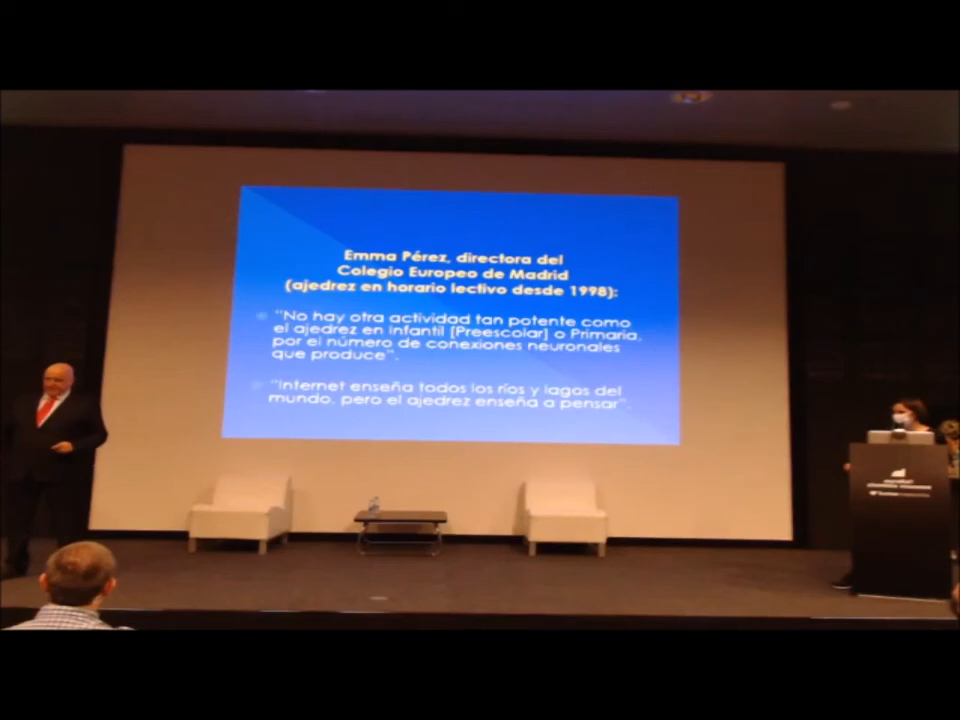 Emma Pérez, directora del
Colegio Europeo de Madrid
(ajedrez en horario lectivo desde 1998):
"No hay otra actividad tan potente como
el ajedrez en Infantil [Preescolar] o Primaria,
por el número de conexiones neuronales
que produce".
"Internet enseña todos los ríos y lagos del
mundo, pero el ajedrez enseña a pensar".